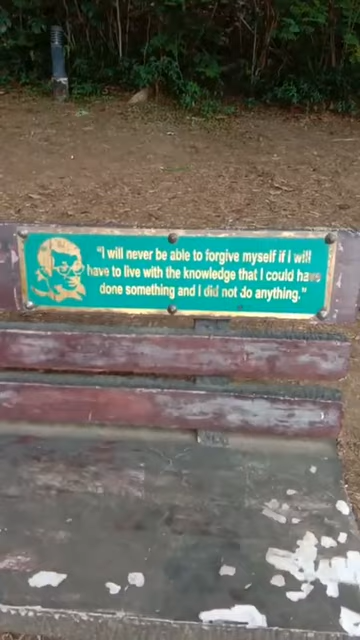 "I will never be able to forgive myself if I will
have to live with the knowledge that I could have
done something and I did not do anything."